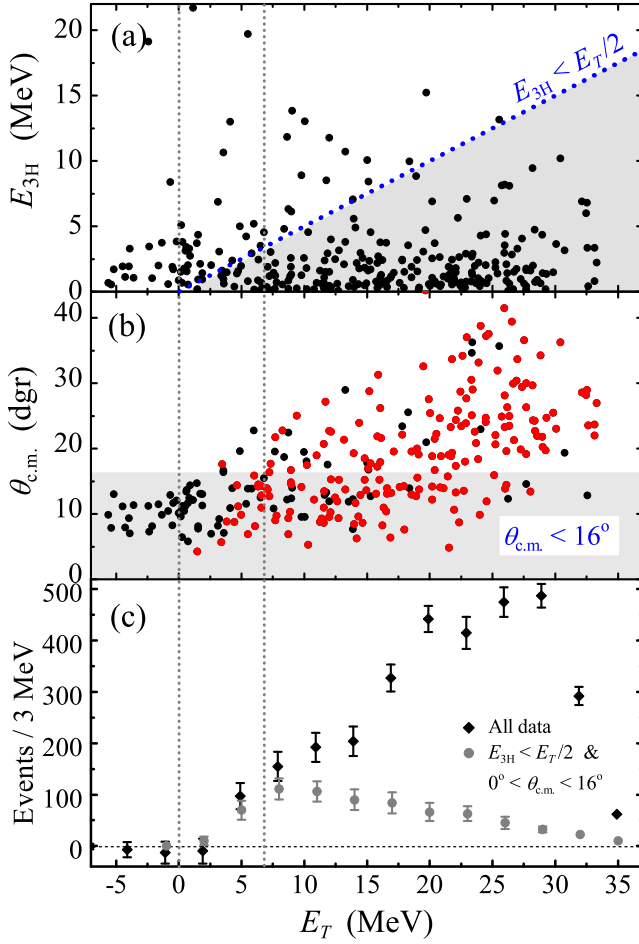 (a)
20
15
10
5
0
E3H (MeV)
E3H < ET/2
(b)
40
30
20
10
0
θc.m. (dgr)
θc.m. < 16°
(c)
500
400
300
200
100
0
Events / 3 MeV
All data
E3H < ET/2 &
0° < θc.m. < 16°
-5 0 5 10 15 20 25 30 35
ET (MeV)